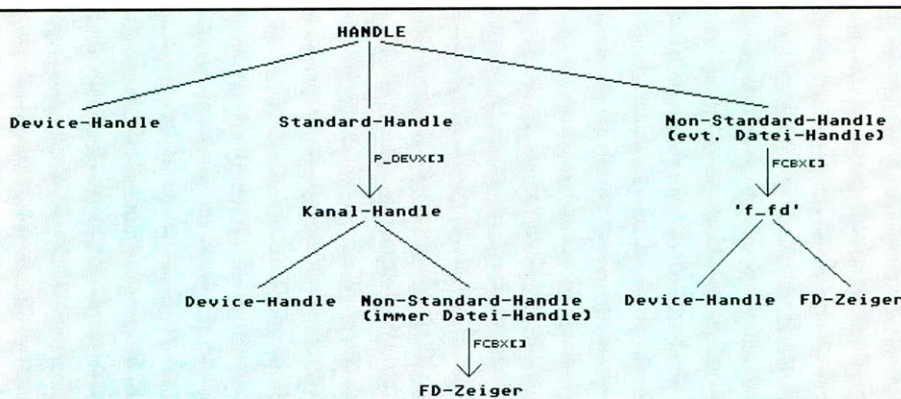 HANDLE
Device-Handle
Standard-Handle
Non-Standard-Handle
(evt. Datei-Handle)
P_DEVX[]
FCBX[]
Kanal-Handle
'f_fd'
Device-Handle
Non-Standard-Handle
(immer Datei-Handle)
Device-Handle
FD-Zeiger
FCBX[]
FD-Zeiger